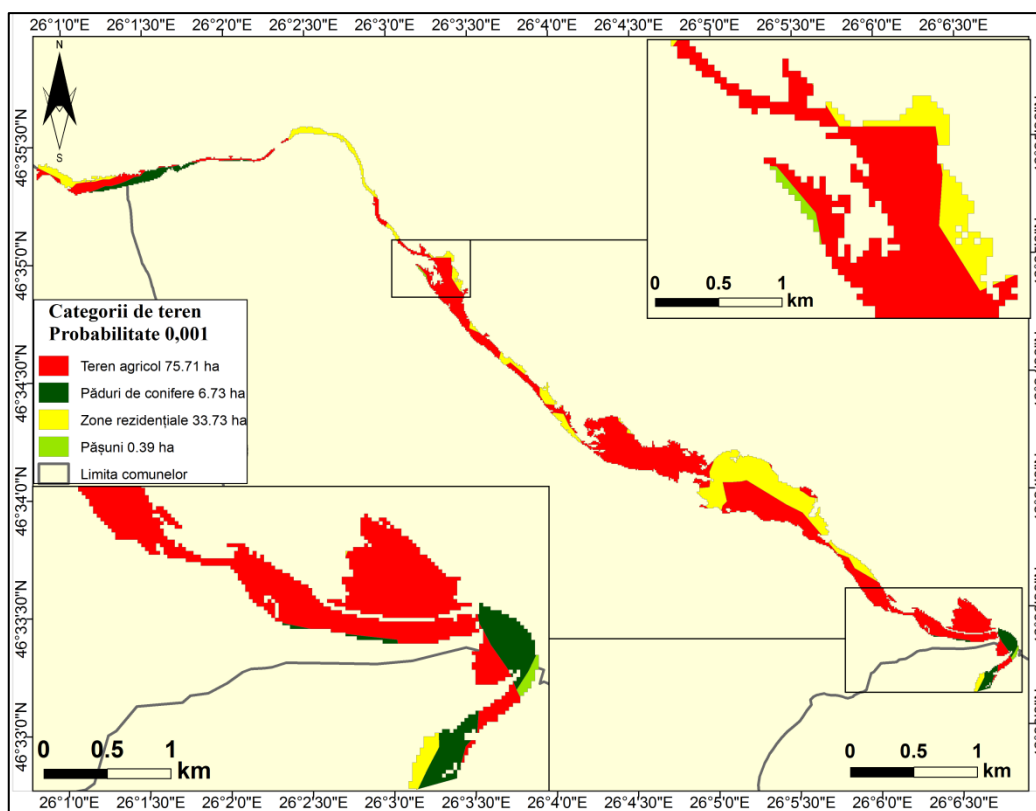 26°1'0"E 26°1'30"E 26°2'0"E 26°2'30"E 26°3'0"E 26°3'30"E 26°4'0"E 26°4'30"E 26°5'0"E 26°5'30"E 26°6'0"E 26°6'30"E
N
S
46°35'30"N
46°35'0"N
46°34'30"N
46°34'0"N
46°33'30"N
46°33'0"N
0 0.5 1
km
Categorii de teren
Probabilitate 0,001
Teren agricol 75.71 ha
Păduri de conifere 6.73 ha
Zone rezidențiale 33.73 ha
Pășuni 0.39 ha
Limita comunelor
0 0.5 1
km
0 0.5 1
km
26°1'0"E 26°1'30"E 26°2'0"E 26°2'30"E 26°3'0"E 26°3'30"E 26°4'0"E 26°4'30"E 26°5'0"E 26°5'30"E 26°6'0"E 26°6'30"E